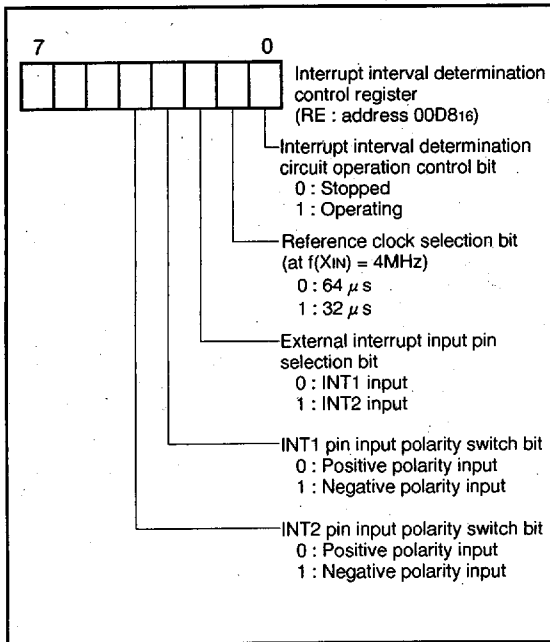 7 0
Interrupt interval determination
control register
(RE : address 00D816)
Interrupt interval determination
circuit operation control bit
0 : Stopped
1 : Operating
Reference clock selection bit
(at f(XIN) = 4MHz)
0 : 64 μs
1 : 32 μs
External interrupt input pin
selection bit
0 : INT1 input
1 : INT2 input
INT1 pin input polarity switch bit
0 : Positive polarity input
1 : Negative polarity input
INT2 pin input polarity switch bit
0 : Positive polarity input
1 : Negative polarity input